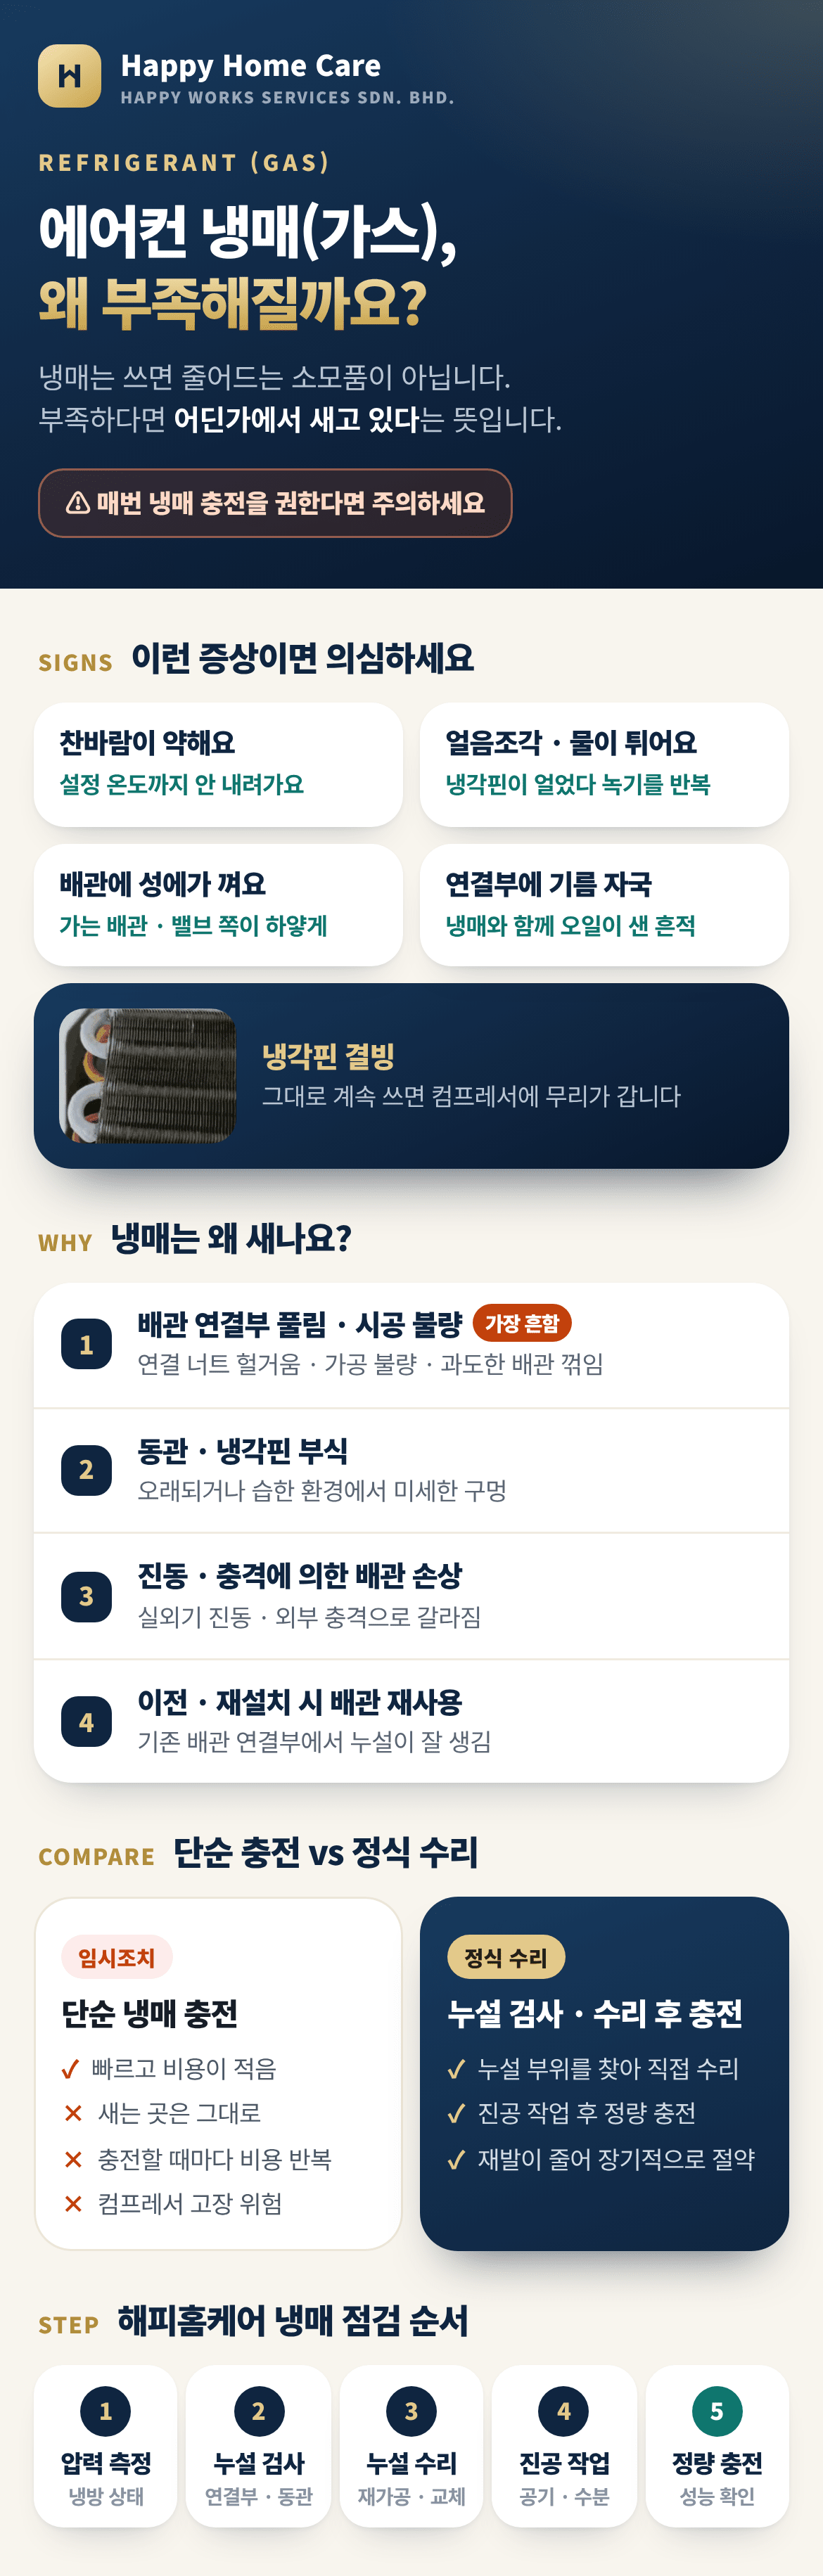 Happy Home Care
HAPPY WORKS SERVICES SDN. BHD.
REFRIGERANT (GAS)
에어컨 냉매(가스),
왜 부족해질까요?
냉매는 쓰면 줄어드는 소모품이 아닙니다.
부족하다면 어딘가에서 새고 있다는 뜻입니다.
⚠ 매번 냉매 충전을 권한다면 주의하세요
SIGNS 이런 증상이면 의심하세요
찬바람이 약해요
설정 온도까지 안 내려가요
얼음조각 · 물이 튀어요
냉각핀이 얼었다 녹기를 반복
배관에 성에가 껴요
가는 배관 · 밸브 쪽이 하얗게
연결부에 기름 자국
냉매와 함께 오일이 샌 흔적
냉각핀 결빙
그대로 계속 쓰면 컴프레서에 무리가 갑니다
WHY 냉매는 왜 새나요?
1 배관 연결부 풀림 · 시공 불량 가장 흔함
연결 너트 헐거움 · 가공 불량 · 과도한 배관 꺾임
2 동관 · 냉각핀 부식
오래되거나 습한 환경에서 미세한 구멍
3 진동 · 충격에 의한 배관 손상
실외기 진동 · 외부 충격으로 갈라짐
4 이전 · 재설치 시 배관 재사용
기존 배관 연결부에서 누설이 잘 생김
COMPARE 단순 충전 vs 정식 수리
임시조치
단순 냉매 충전
✓ 빠르고 비용이 적음
✕ 새는 곳은 그대로
✕ 충전할 때마다 비용 반복
✕ 컴프레서 고장 위험
정식 수리
누설 검사 · 수리 후 충전
✓ 누설 부위를 찾아 직접 수리
✓ 진공 작업 후 정량 충전
✓ 재발이 줄어 장기적으로 절약
STEP 해피홈케어 냉매 점검 순서
1
압력 측정
냉방 상태
2
누설 검사
연결부 · 동관
3
누설 수리
재가공 · 교체
4
진공 작업
공기 · 수분
5
정량 충전
성능 확인